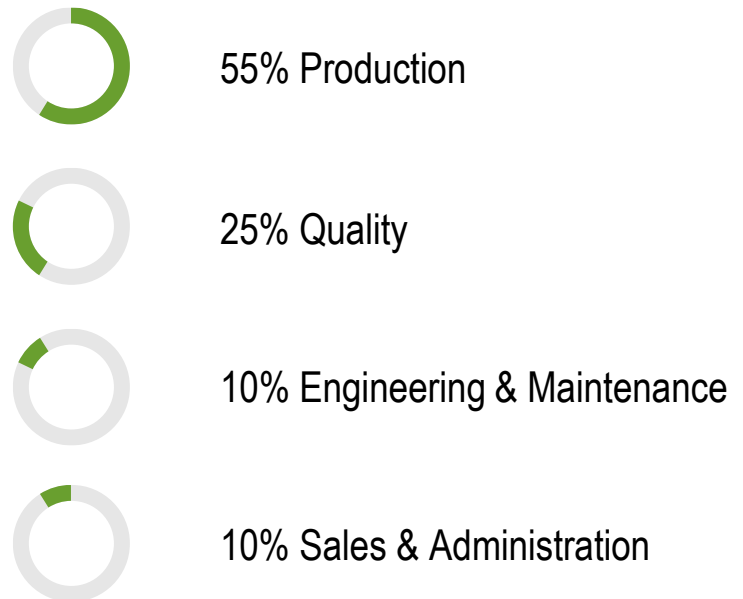 55% Production
25% Quality
10% Engineering & Maintenance
10% Sales & Administration